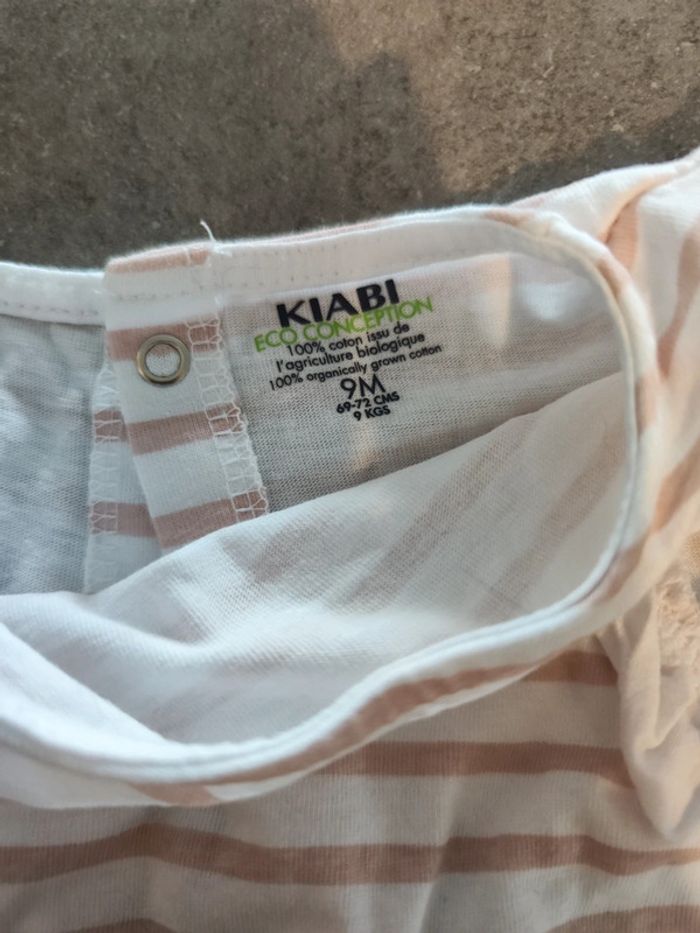 KIABI
ECO CONCEPTION
100% coton issu de
l'agriculture biologique
100% organically grown cotton
9M
69-72 CMS
9 KGS